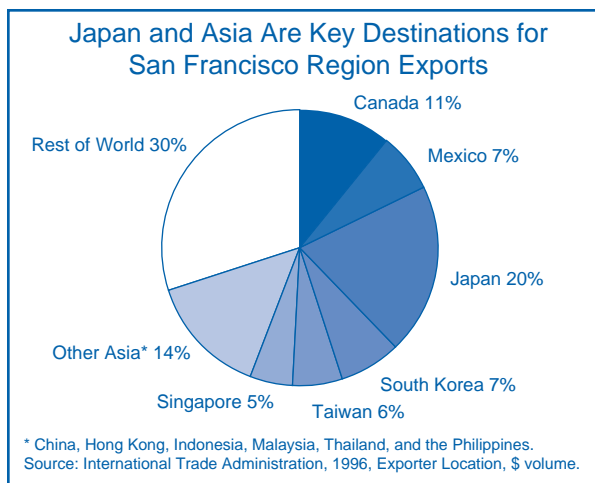 Japan and Asia Are Key Destinations for
San Francisco Region Exports
Canada 11%
Rest of World 30%
Mexico 7%
Japan 20%
Other Asia* 14%
South Korea 7%
Singapore 5%
Taiwan 6%
* China, Hong Kong, Indonesia, Malaysia, Thailand, and the Philippines.
Source: International Trade Administration, 1996, Exporter Location, $ volume.